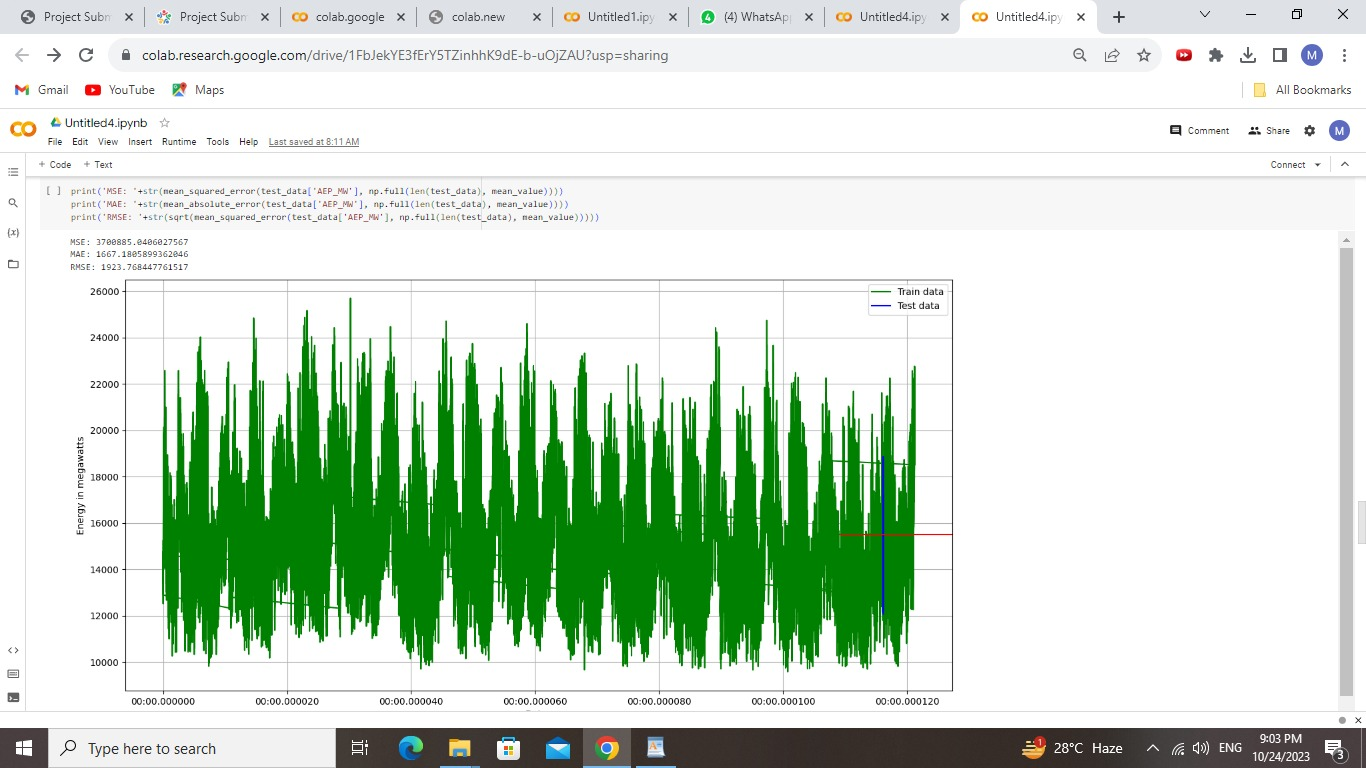 Project Subm
Project Subm
colab.google
colab.new
Untitled1.ipy
(4) WhatsApp
Untitled4.ipy
Untitled4.ipy
colab.research.google.com/drive/1FbJekYE3fErY5TZinhhK9dE-b-uOjZAU?usp=sharing
M
Gmail
YouTube
Maps
All Bookmarks
Untitled4.ipynb
File Edit View Insert Runtime Tools Help Last saved at 8:11 AM
Comment
Share
M
+ Code + Text
Connect
[ ] print('MSE: '+str(mean_squared_error(test_data['AEP_MW'], np.full(len(test_data), mean_value))))
print('MAE: '+str(mean_absolute_error(test_data['AEP_MW'], np.full(len(test_data), mean_value))))
print('RMSE: '+str(sqrt(mean_squared_error(test_data['AEP_MW'], np.full(len(test_data), mean_value)))))
{x}
MSE: 3700885.0406027567
MAE: 1667.1805899362046
RMSE: 1923.768447761517
Train data
Test data
26000
24000
22000
20000
18000
16000
14000
12000
10000
Energy in megawatts
00:00.000000
00:00.000020
00:00.000040
00:00.000060
00:00.000080
00:00.000100
00:00.000120
Type here to search
1
28°C Haze
ENG
9:03 PM
10/24/2023
3